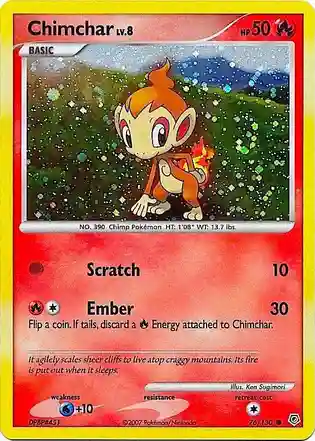 Chimchar LV.8 HP 50
BASIC
NO. 390 Chimp Pokémon HT: 1'08" WT: 13.7 lbs.
Scratch 10
Ember 30
Flip a coin. If tails, discard a Energy attached to Chimchar.
It agilely scales sheer cliffs to live atop craggy mountains. Its fire
is put out when it sleeps.
Illus. Ken Sugimori
weakness resistance retreat cost
+10
©2007 Pokémon/Nintendo 76/130